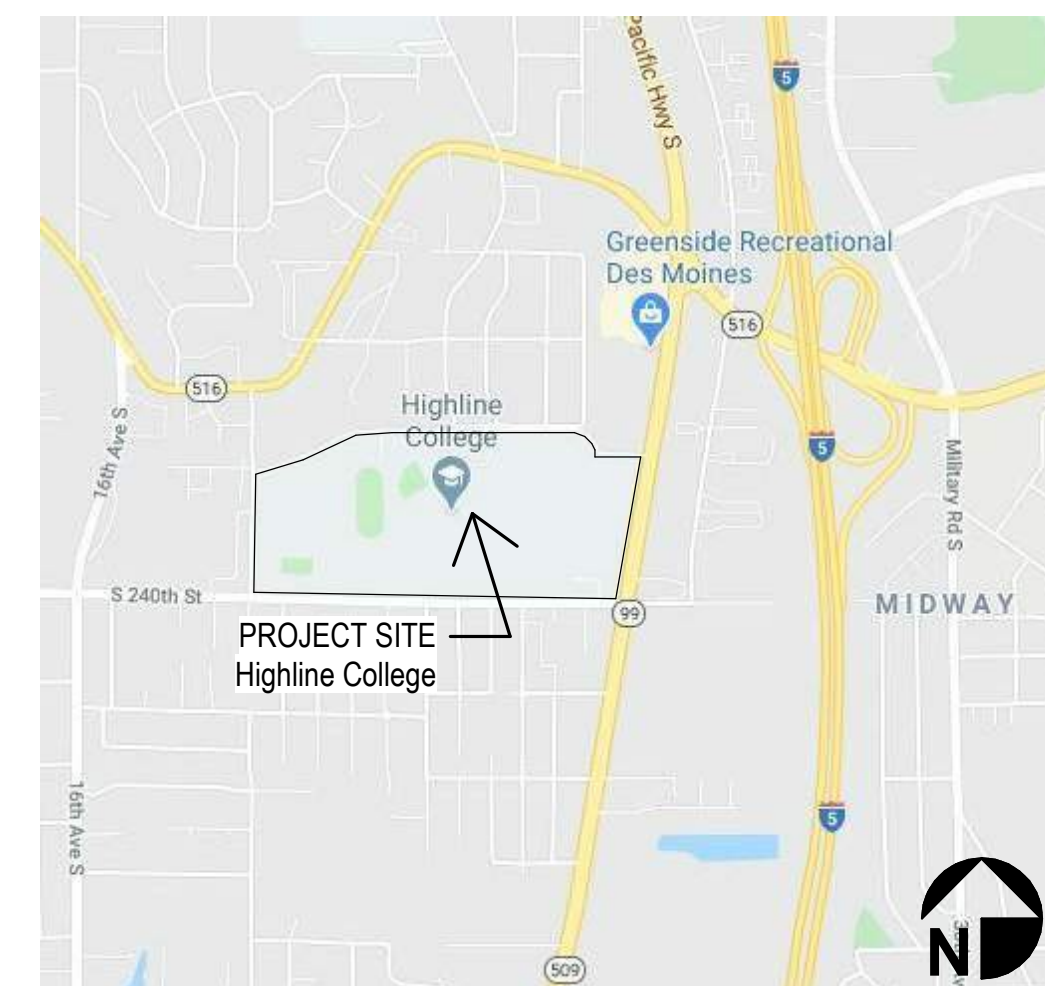 Pacific Hwy S
5
Greenside Recreational
Des Moines
516
516
Highline
College
5
16th Ave S
Military Rd S
S 240th St
99
MIDWAY
PROJECT SITE
Highline College
16th Ave S
5
509
N